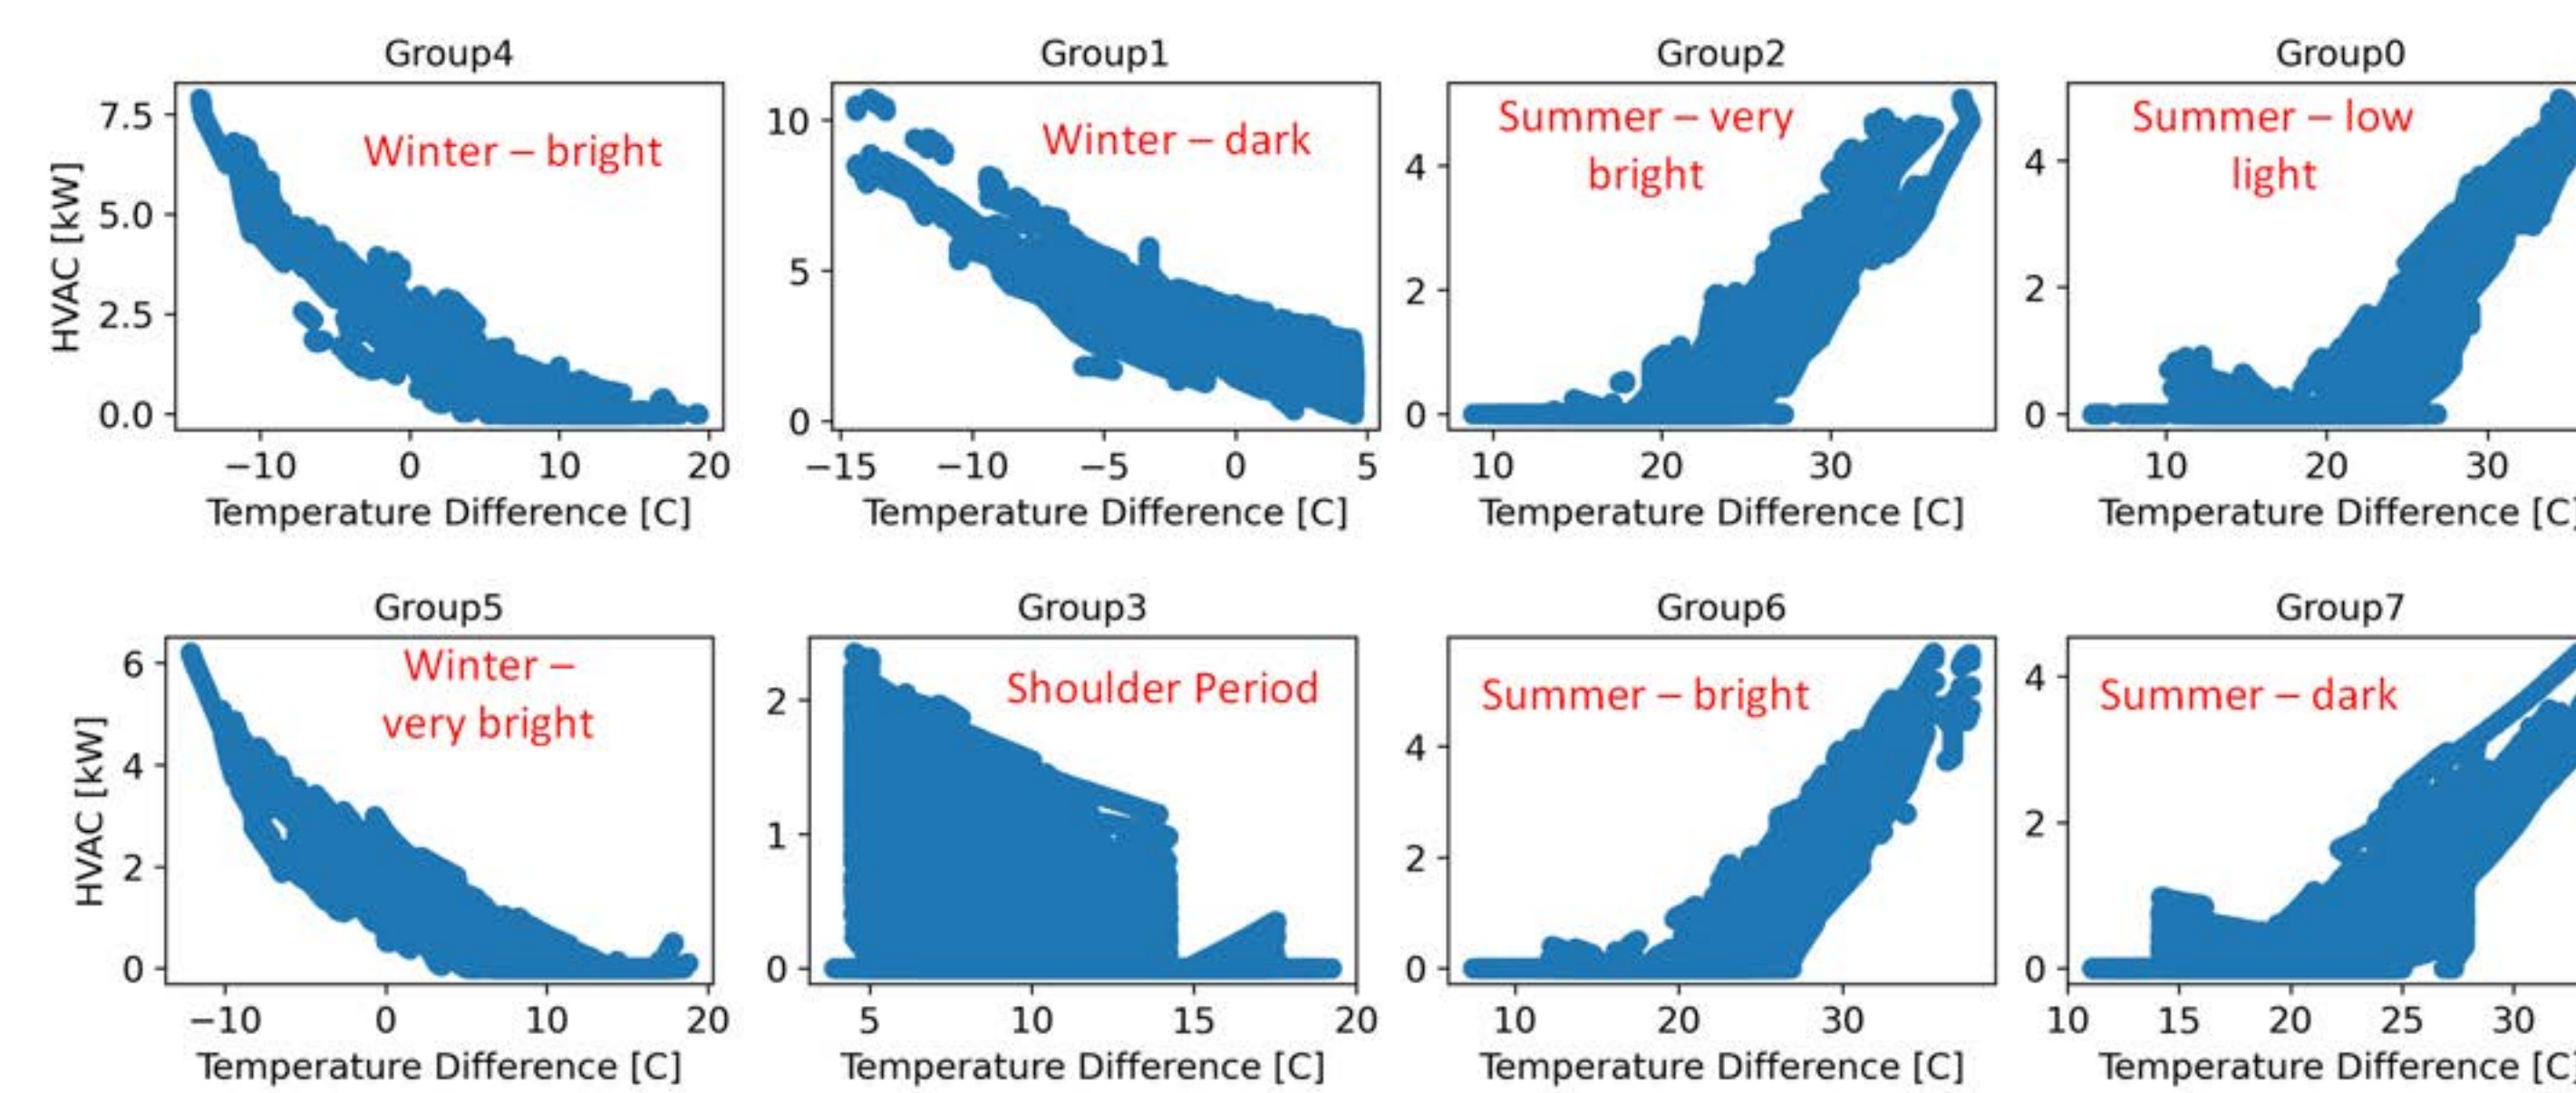 Group4
Group1
Group2
Group0
Winter – bright
Winter – dark
Summer – very
bright
Summer – low
light
HVAC [kW]
7.5
5.0
2.5
0.0
10
5
0
4
2
0
4
2
0
−10 0 10 20
−15 −10 −5 0 5
10 20 30
10 20 30
Temperature Difference [C]
Temperature Difference [C]
Temperature Difference [C]
Temperature Difference [C]
Group5
Group3
Group6
Group7
Winter –
very bright
Shoulder Period
Summer – bright
Summer – dark
HVAC [kW]
6
4
2
0
2
1
0
4
2
0
4
2
0
−10 0 10 20
5 10 15 20
10 20 30
10 15 20 25 30
Temperature Difference [C]
Temperature Difference [C]
Temperature Difference [C]
Temperature Difference [C]